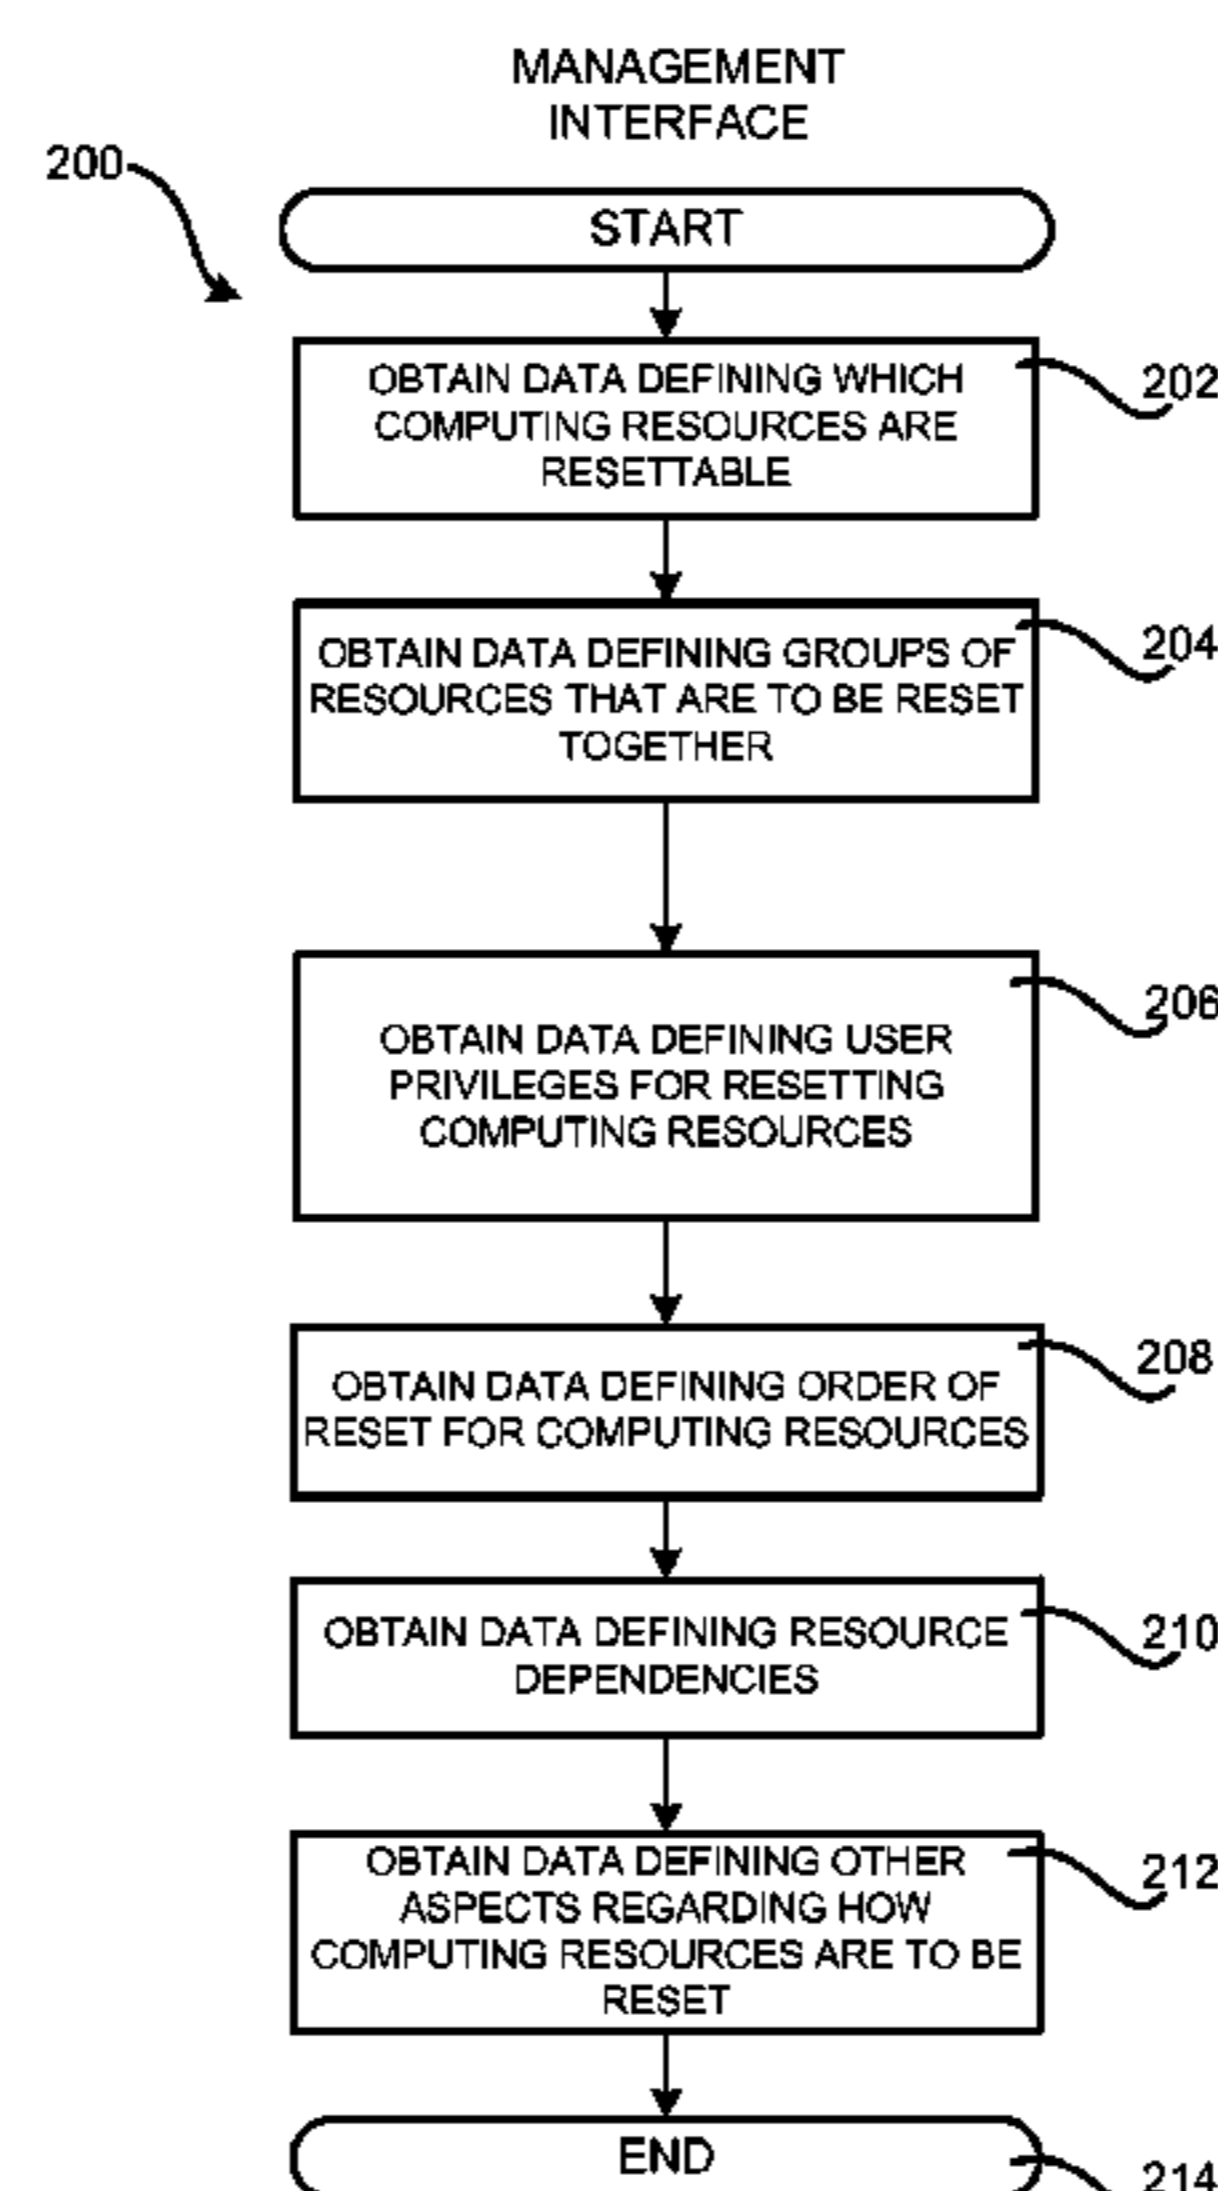 MANAGEMENT
INTERFACE
200
START
OBTAIN DATA DEFINING WHICH
COMPUTING RESOURCES ARE
RESETTABLE
202
OBTAIN DATA DEFINING GROUPS OF
RESOURCES THAT ARE TO BE RESET
TOGETHER
204
OBTAIN DATA DEFINING USER
PRIVILEGES FOR RESETTING
COMPUTING RESOURCES
206
OBTAIN DATA DEFINING ORDER OF
RESET FOR COMPUTING RESOURCES
208
OBTAIN DATA DEFINING RESOURCE
DEPENDENCIES
210
OBTAIN DATA DEFINING OTHER
ASPECTS REGARDING HOW
COMPUTING RESOURCES ARE TO BE
RESET
212
END
214